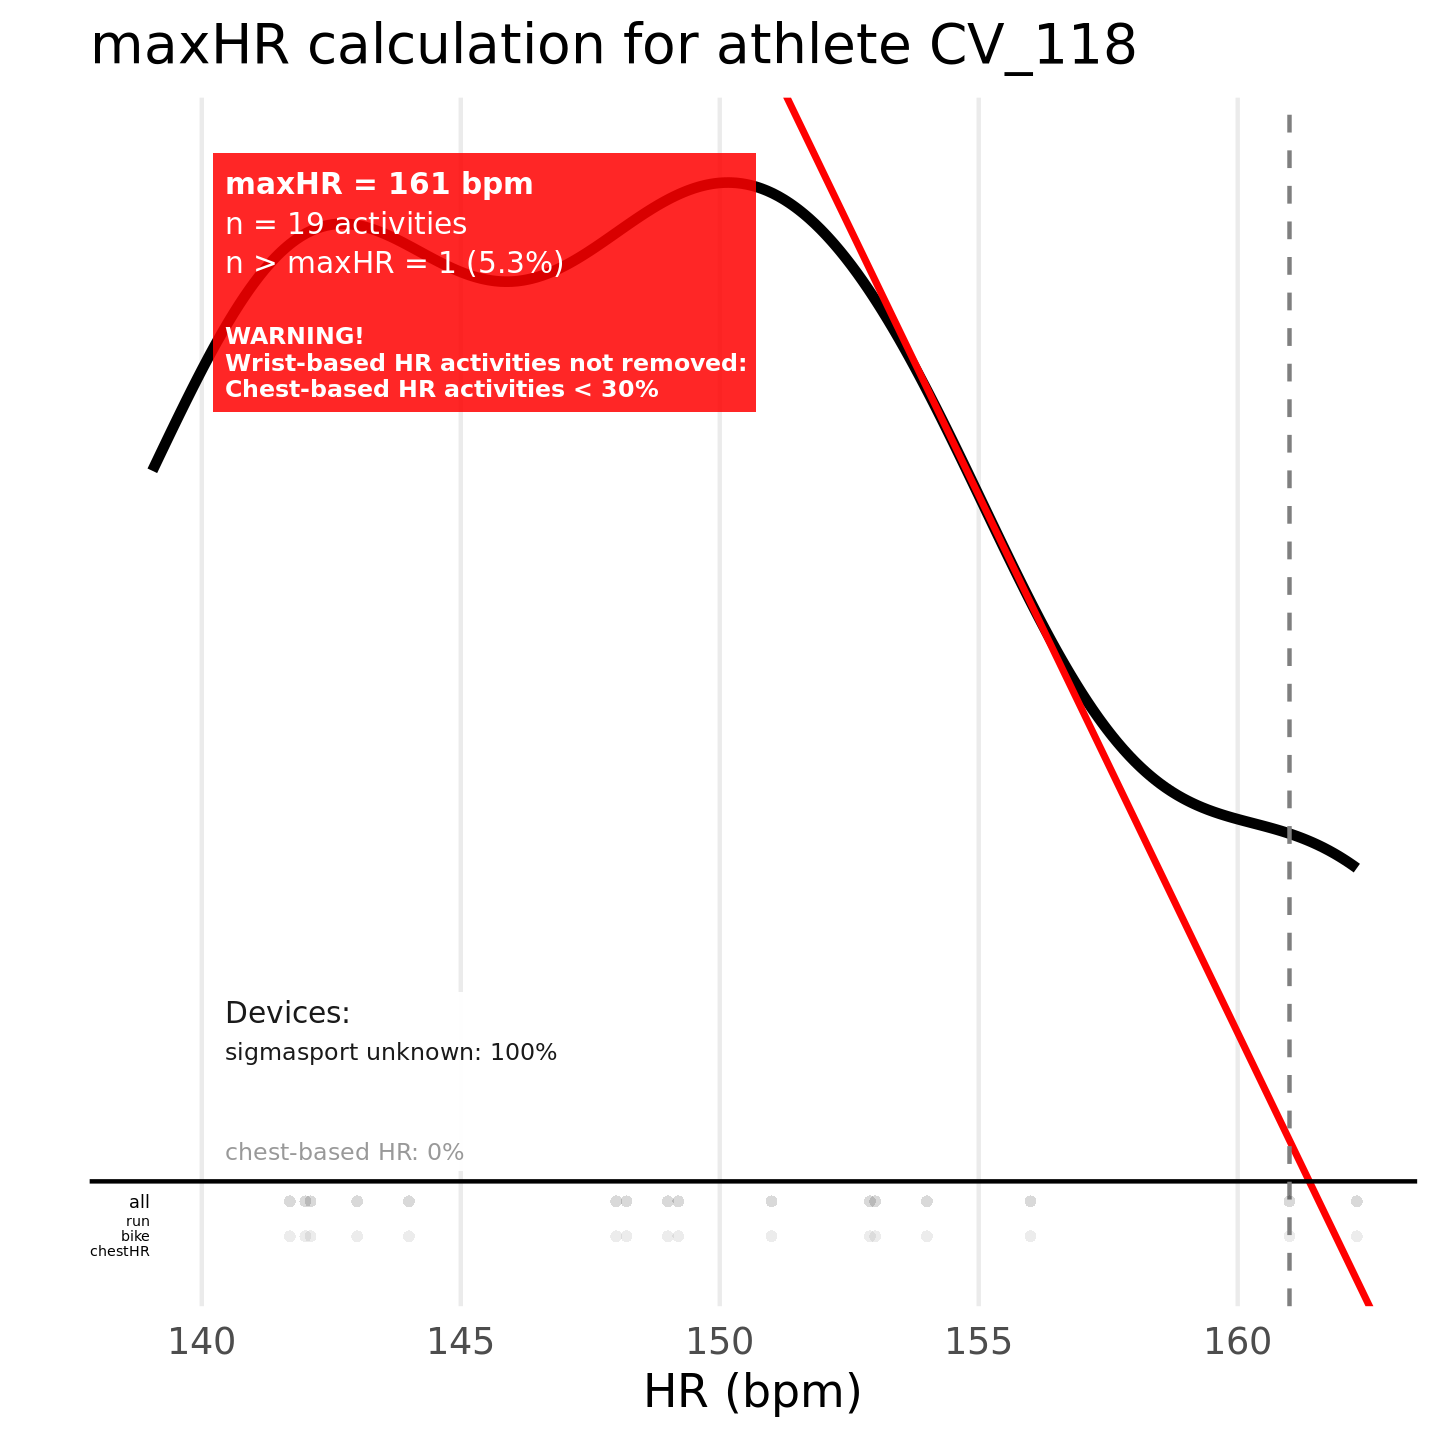 maxHR calculation for athlete CV_118
maxHR = 161 bpm
n = 19 activities
n > maxHR = 1 (5.3%)
WARNING!
Wrist-based HR activities not removed:
Chest-based HR activities < 30%
Devices:
sigmasport unknown: 100%
chest-based HR: 0%
all
run
bike
chestHR
140 145 150 155 160
HR (bpm)